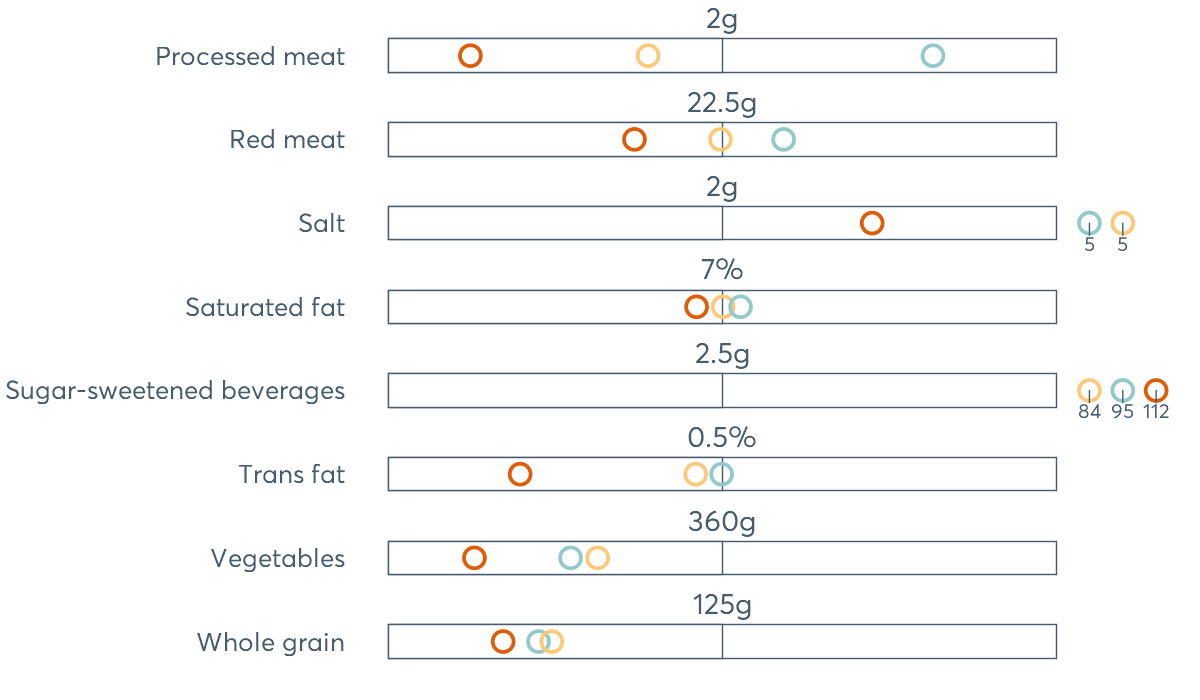 2g
Processed meat
22.5g
Red meat
2g
Salt
5 5
7%
Saturated fat
2.5g
Sugar-sweetened beverages
84 95 112
0.5%
Trans fat
360g
Vegetables
125g
Whole grain